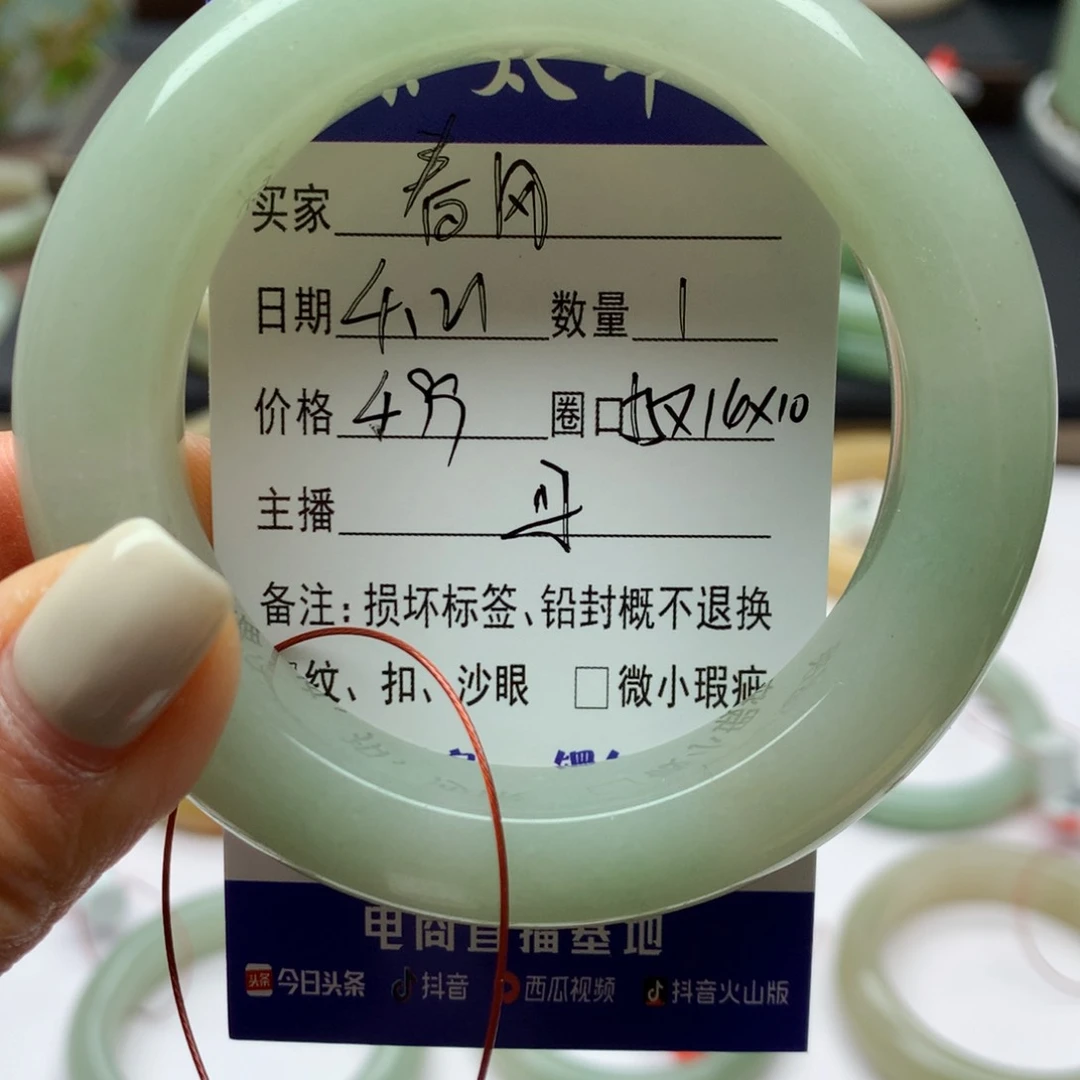 买家 春风
日期 4.21 数量 1
价格 圈口 16×10
主播 丹
备注:损坏标签、铅封概不退换
纹、扣、沙眼 □微小瑕疵
电商直播基地
今日头条 抖音 西瓜视频 抖音火山版